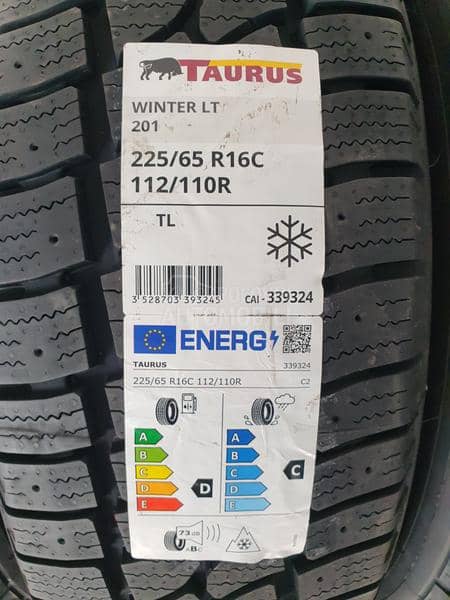 TAURUS
WINTER LT
201
225/65 R16C
112/110R
TL
3 528703 393245
CAI - 339324
ENERG
TAURUS 339324
225/65 R16C 112/110R C2
A A
B B
C C C
D D D
E E
73 dB
ABC